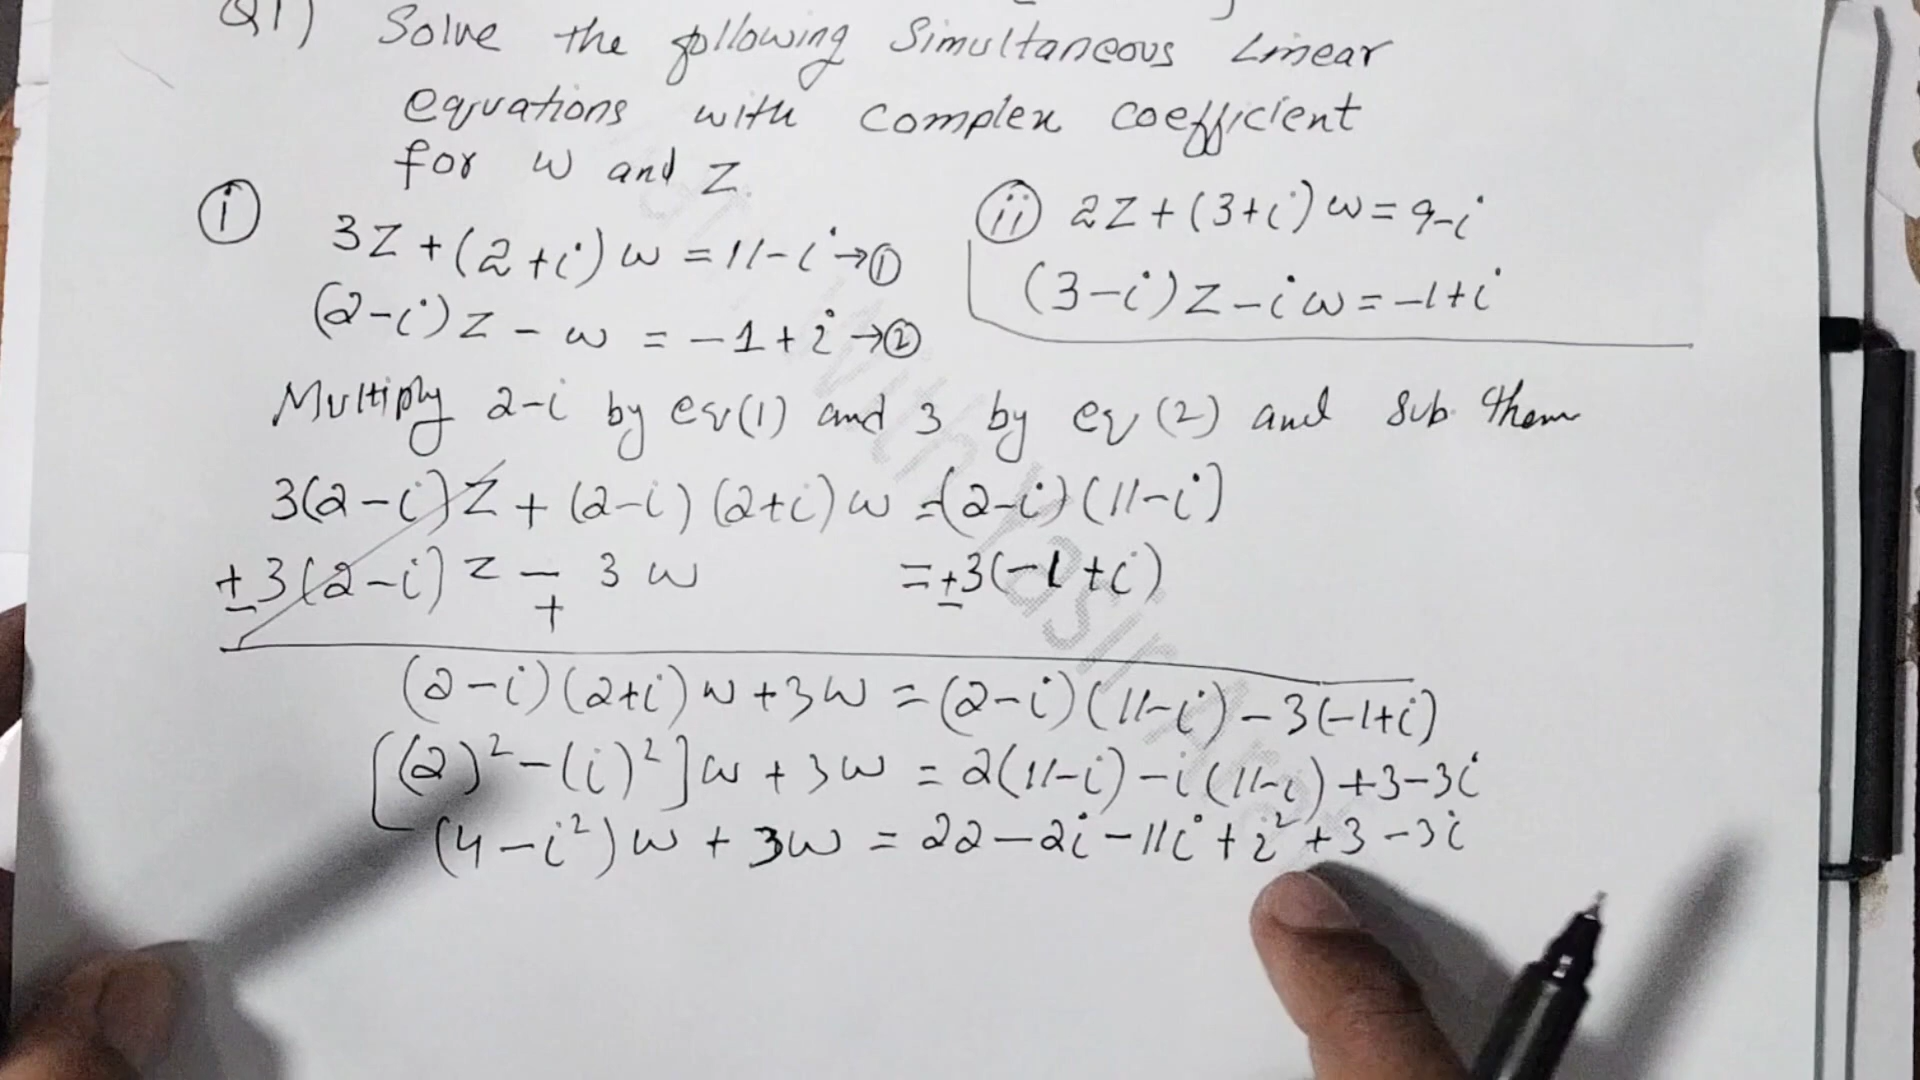 Q1) Solve the following Simultaneous Linear
equations with complex coefficient
for w and z.
(i) 3z + (2+i)w = 11-i → (1)
(2-i)z - w = -1+i → (2)
(ii) 2z + (3+i)w = 9-i
(3-i)z - iw = -1+i
Multiply 2-i by eq(1) and 3 by eq(2) and sub them
3(2-i)z + (2-i)(2+i)w = (2-i)(11-i)
±3(2-i)z - 3w = ±3(-1+i)
+
(2-i)(2+i)w + 3w = (2-i)(11-i) - 3(-1+i)
[(2)² - (i)²]w + 3w = 2(11-i) - i(11-i) + 3 - 3i
(4-i²)w + 3w = 22 - 2i - 11i + i² + 3 - 3i